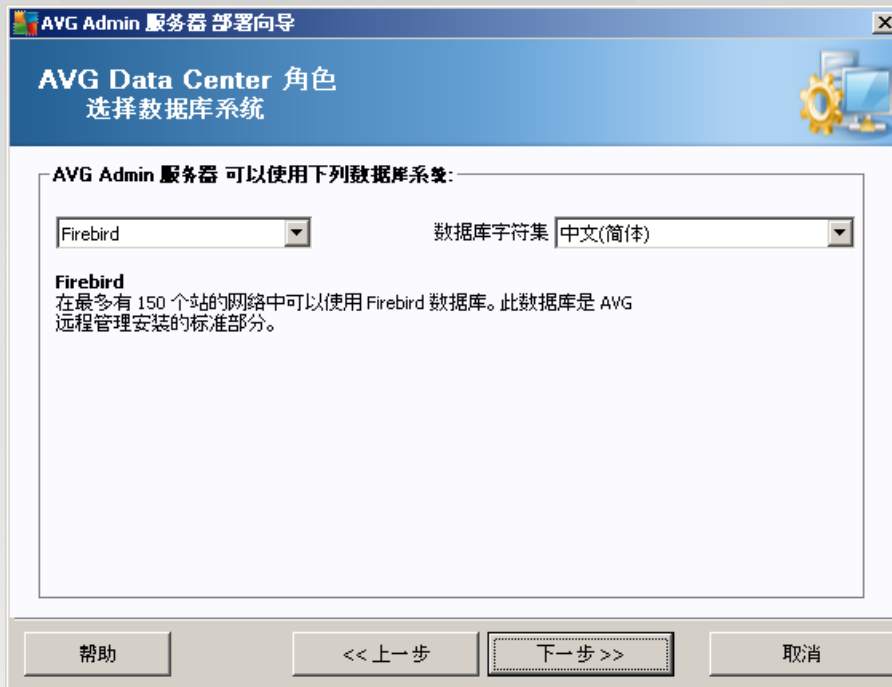 AVG Admin 服务器 部署向导
AVG Data Center 角色
选择数据库系统
AVG Admin 服务器 可以使用下列数据库系统:
Firebird 数据库字符集 中文(简体)
Firebird
在最多有 150 个站的网络中可以使用 Firebird 数据库。此数据库是 AVG
远程管理安装的标准部分。
帮助 << 上一步 下一步 >> 取消